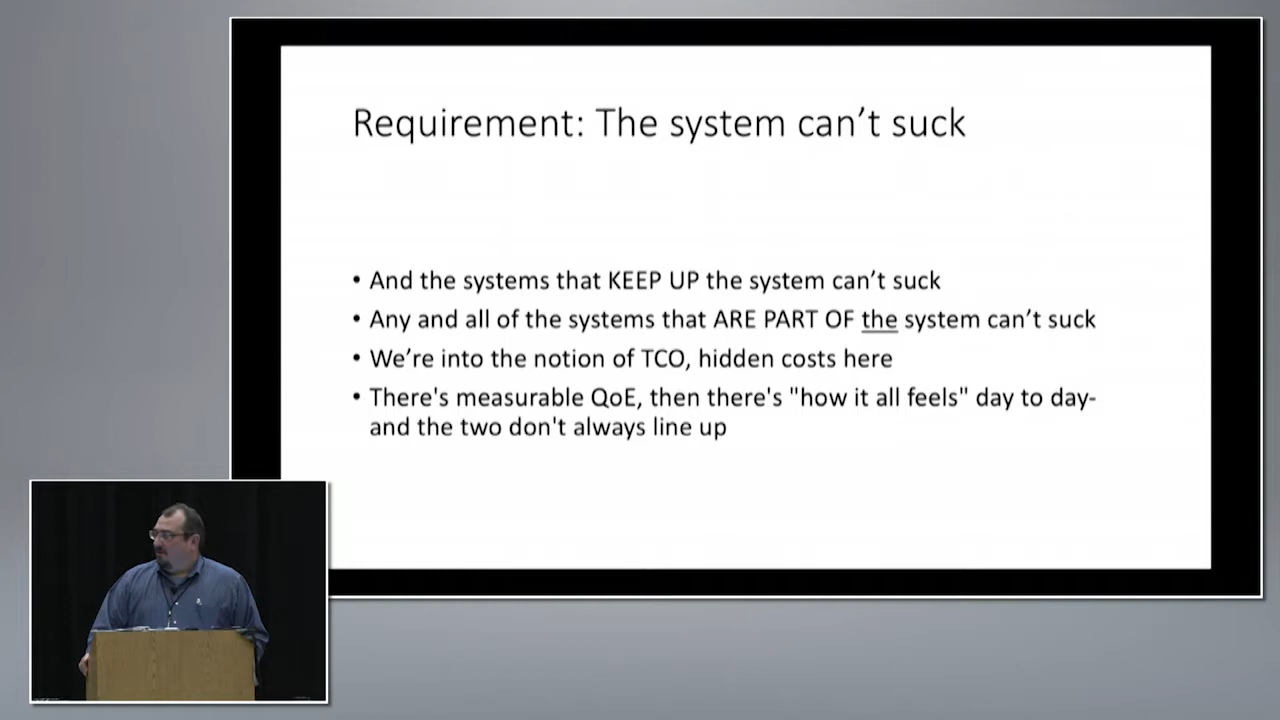 Requirement: The system can’t suck
• And the systems that KEEP UP the system can’t suck
• Any and all of the systems that ARE PART OF the system can’t suck
• We’re into the notion of TCO, hidden costs here
• There's measurable QoE, then there's "how it all feels" day to day-
and the two don't always line up